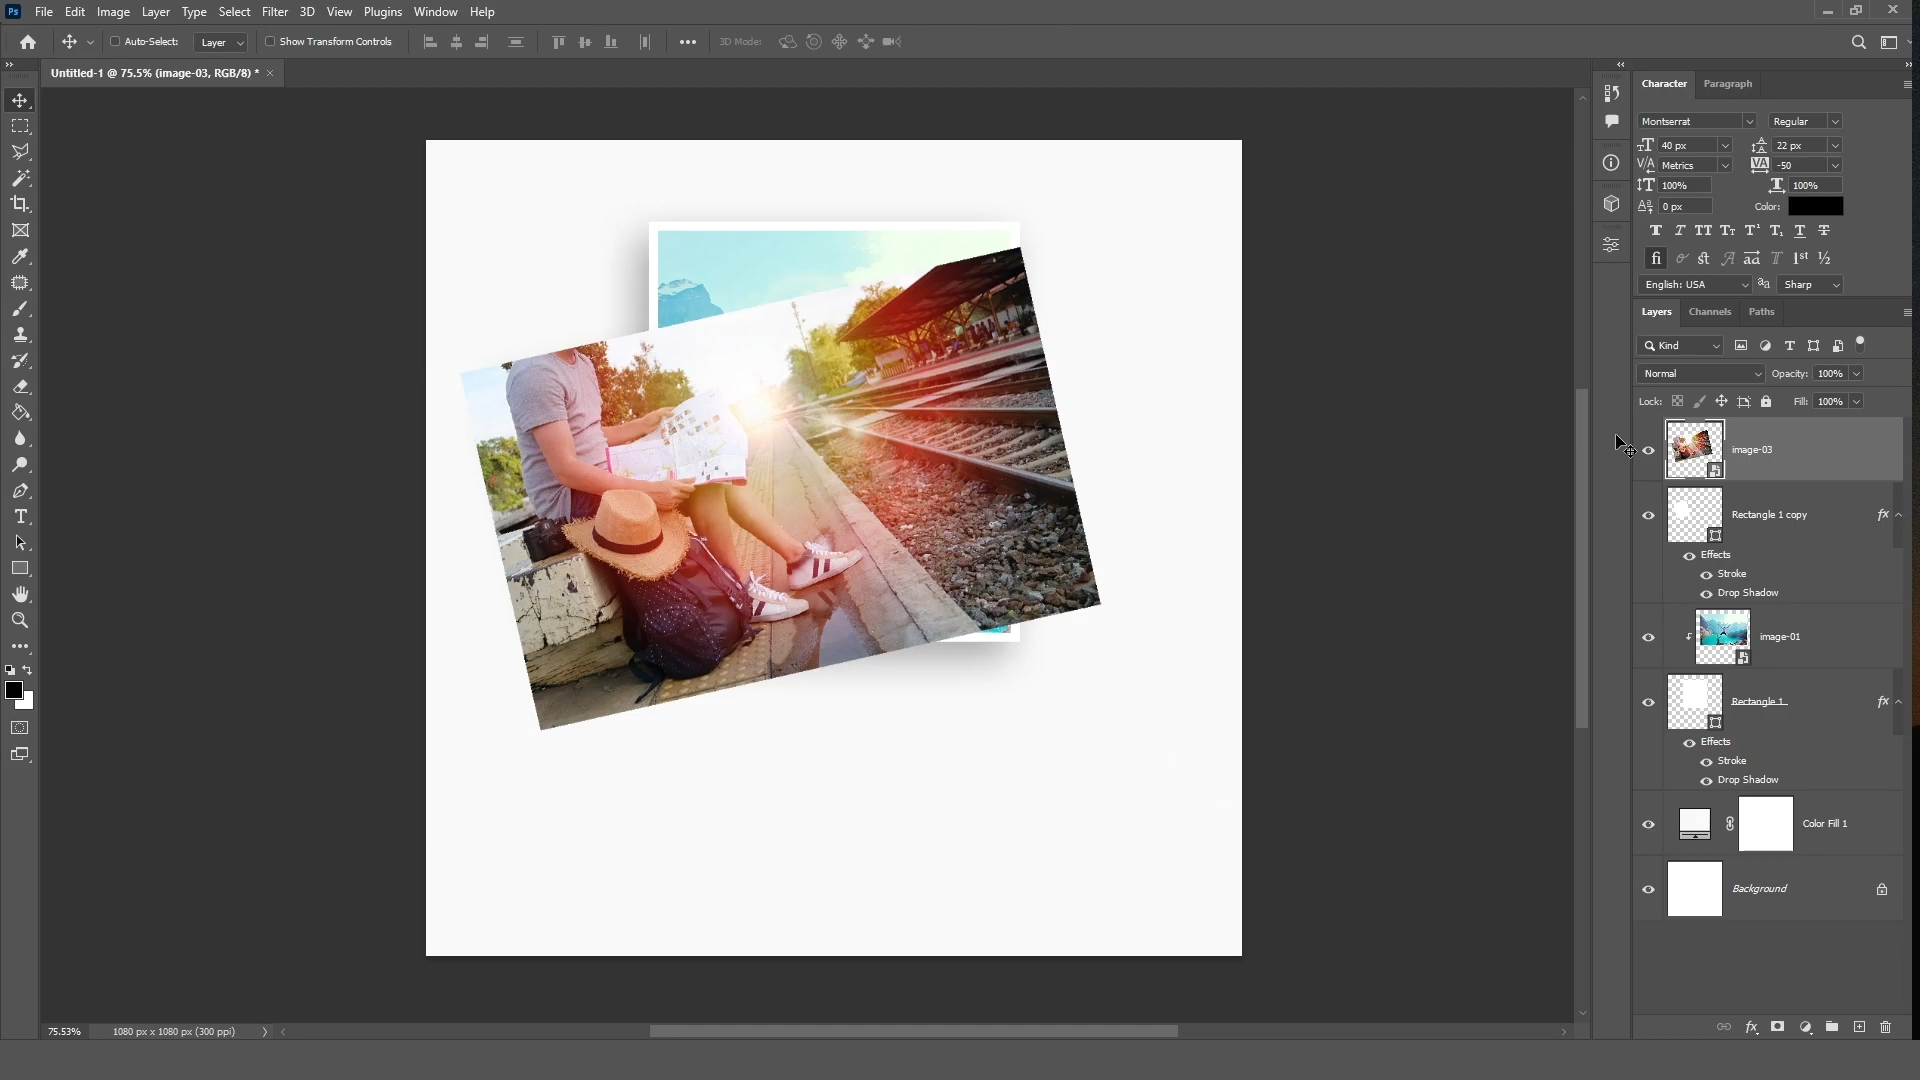 Ps File Edit Image Layer Type Select Filter 3D View Plugins Window Help
Auto-Select: Layer Show Transform Controls 3D Mode:
Untitled-1 @ 75.5% (image-03, RGB/8) *
Character Paragraph
Montserrat Regular
40 px 22 px
Metrics -50
100% 100%
0 px Color:
English: USA Sharp
Layers Channels Paths
Kind
Normal Opacity: 100%
Lock: Fill: 100%
image-03
Rectangle 1 copy fx
Effects
Stroke
Drop Shadow
image-01
Rectangle 1 fx
Effects
Stroke
Drop Shadow
Color Fill 1
Background
75.53% 1080 px x 1080 px (300 ppi)
fx